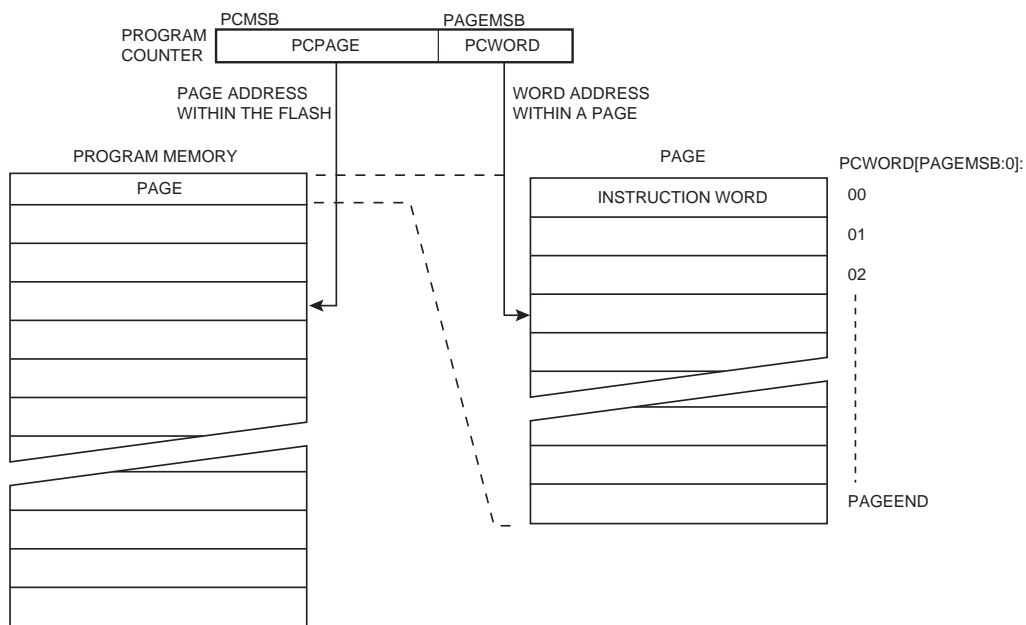 PCMSB
PAGEMSB
PROGRAM
COUNTER
PCPAGE
PCWORD
PAGE ADDRESS
WITHIN THE FLASH
WORD ADDRESS
WITHIN A PAGE
PROGRAM MEMORY
PAGE
PAGE
PCWORD[PAGEMSB:0]:
INSTRUCTION WORD
00
01
02
PAGEEND